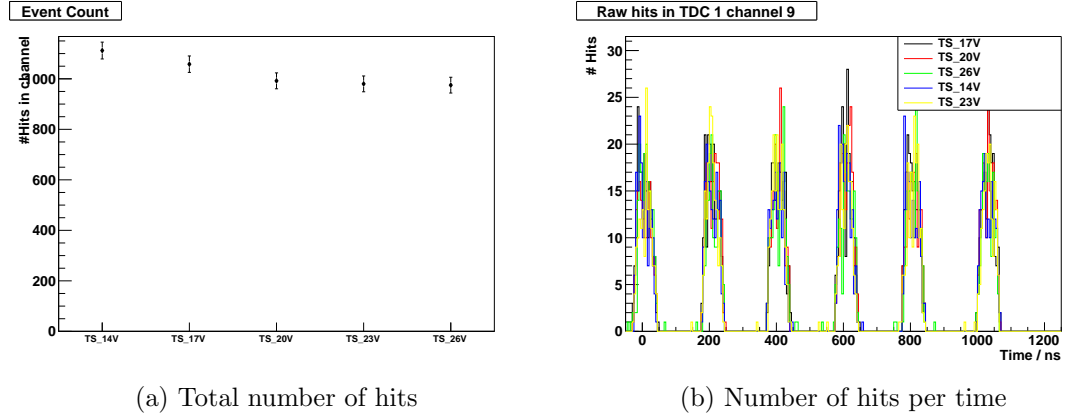 Event Count
#Hits in channel
1000
800
600
400
200
0
TS_14V TS_17V TS_20V TS_23V TS_26V
(a) Total number of hits
Raw hits in TDC 1 channel 9
# Hits
30
25
20
15
10
5
0
TS_17V
TS_20V
TS_26V
TS_14V
TS_23V
0 200 400 600 800 1000 1200
Time / ns
(b) Number of hits per time